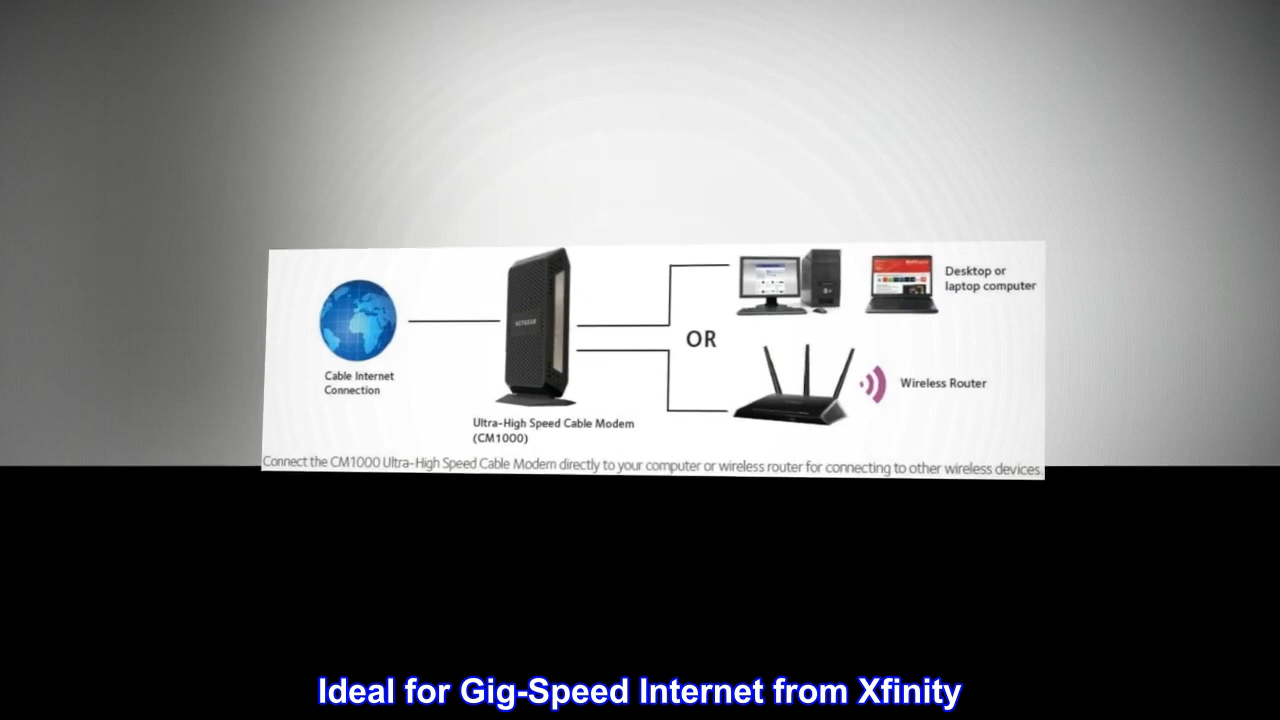 Desktop or
laptop computer
NETGEAR
OR
Cable Internet
Connection
Wireless Router
Ultra-High Speed Cable Modem
(CM1000)
Connect the CM1000 Ultra-High Speed Cable Modem directly to your computer or wireless router for connecting to other wireless devices.
Ideal for Gig-Speed Internet from Xfinity